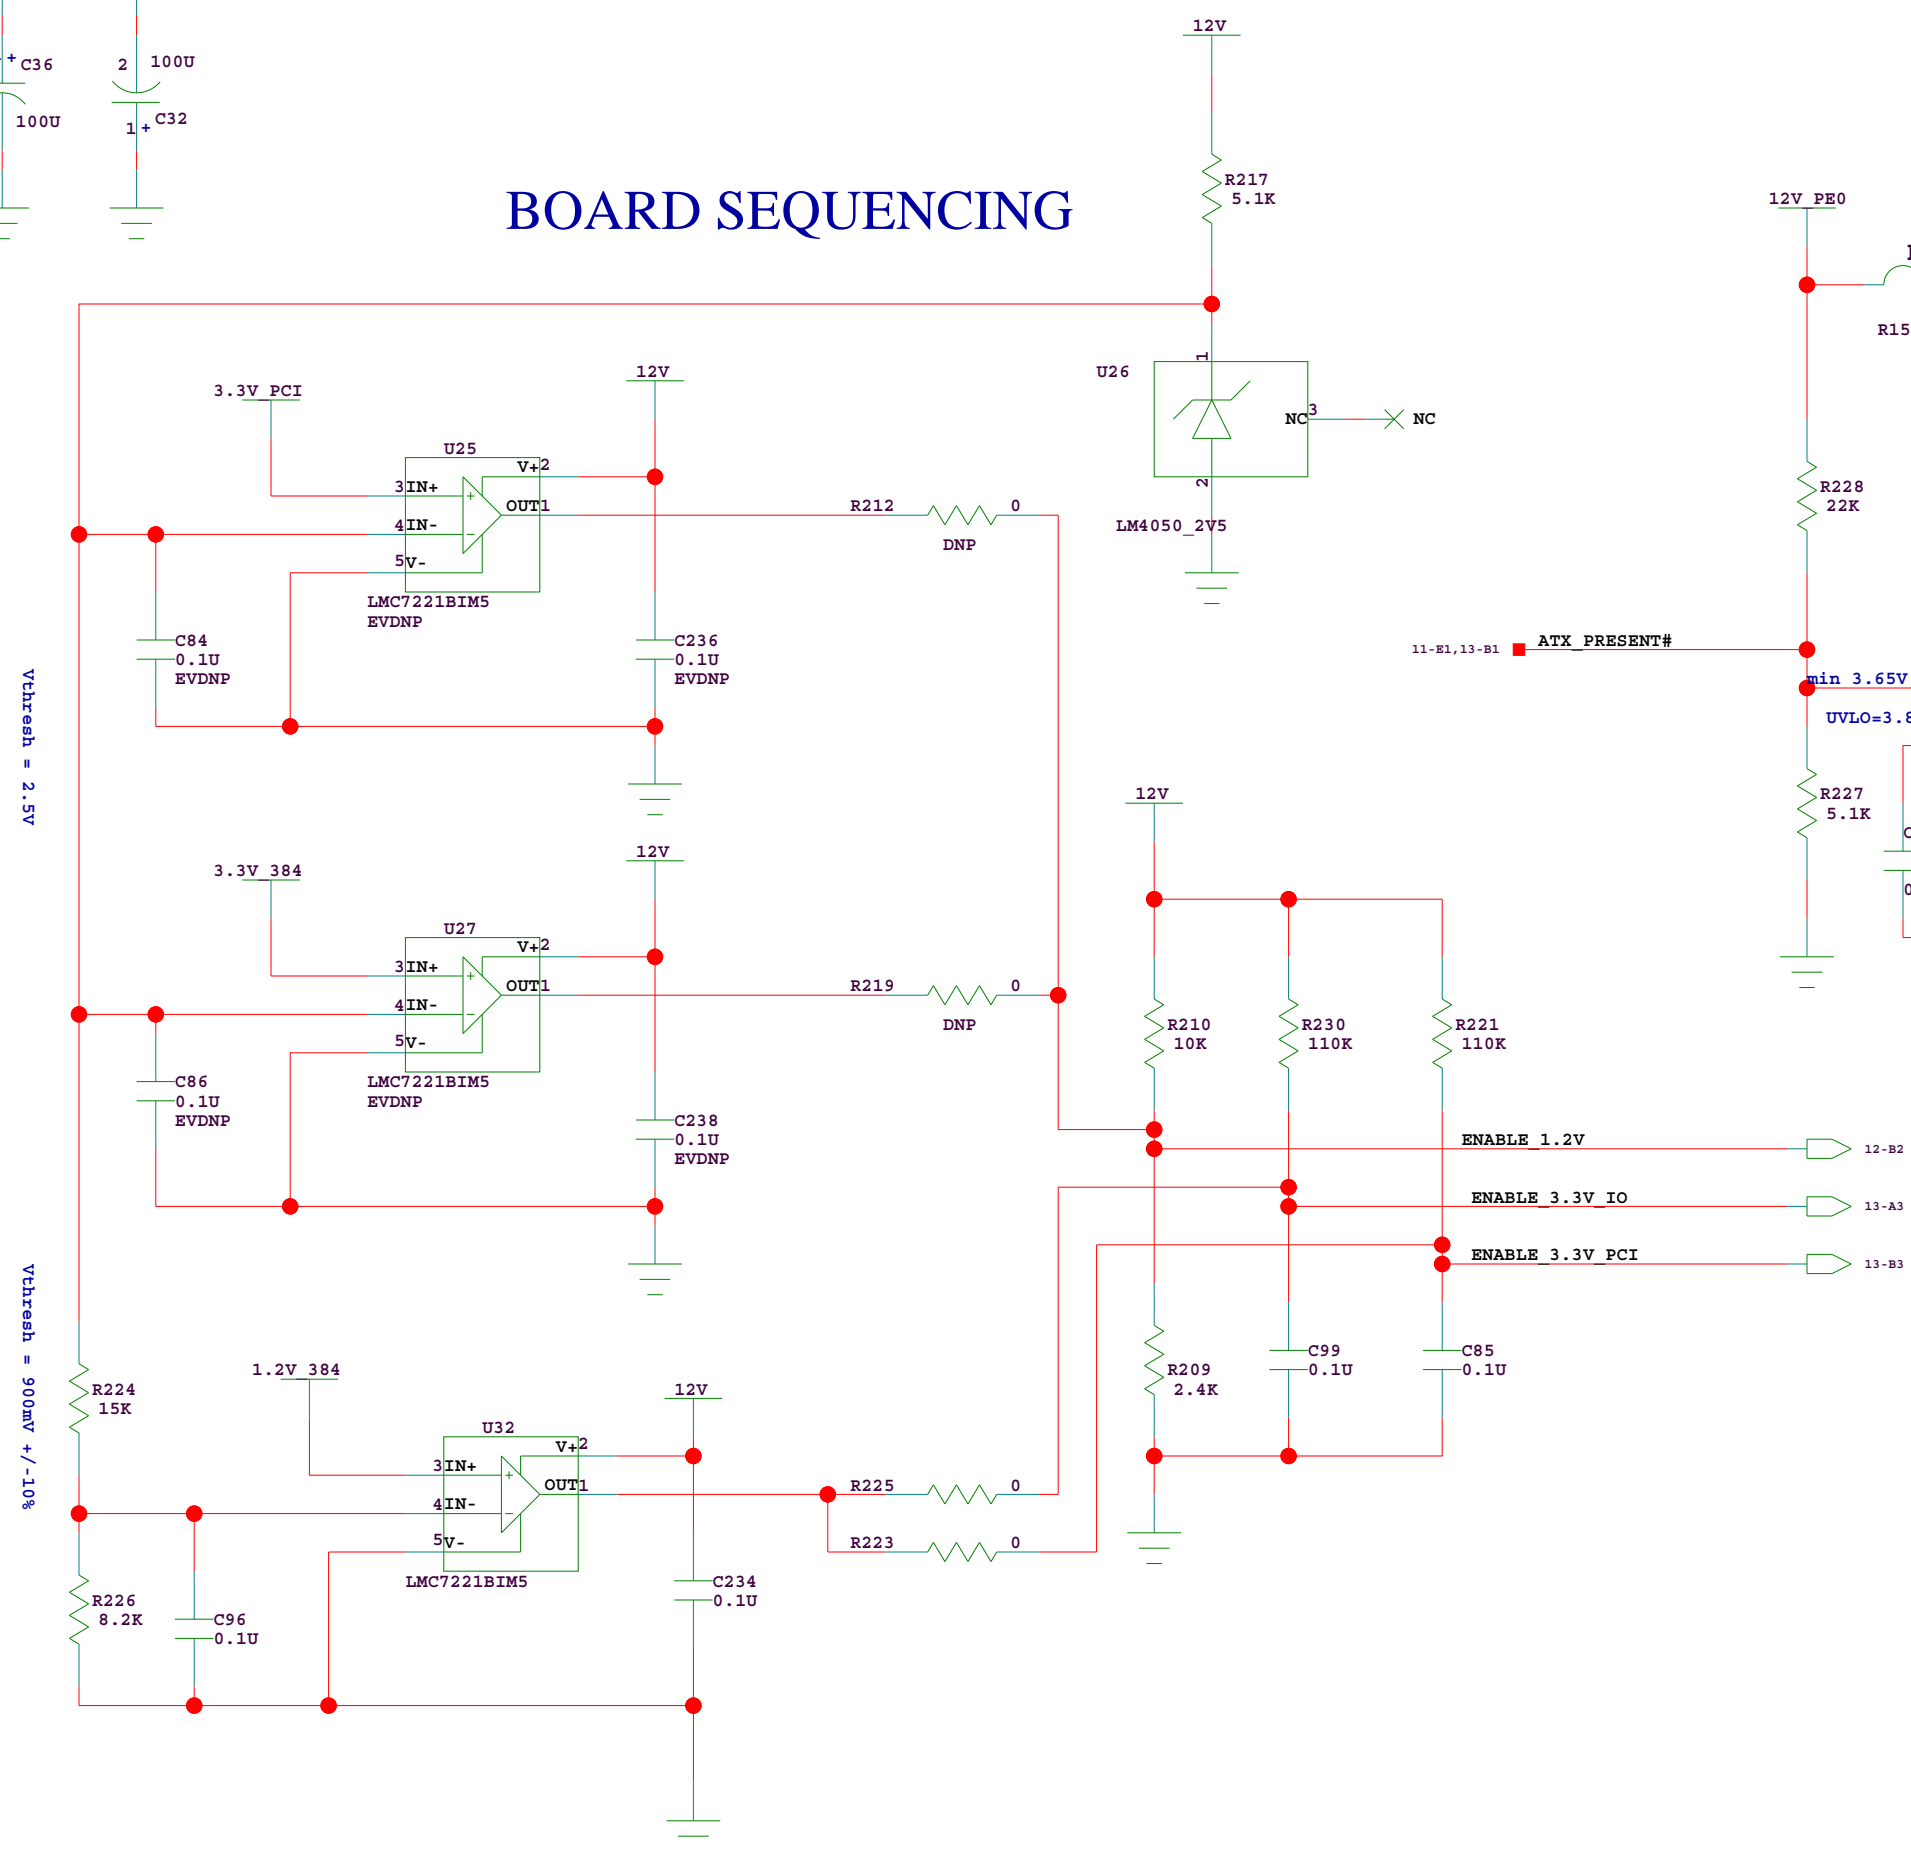 12V
+
C36
100U
2
100U
1
+
C32
BOARD SEQUENCING
R217
5.1K
12V_PE0
R15
U26
1
2
NC
3
NC
LM4050_2V5
3.3V_PCI
12V
U25
3
IN+
V+
2
OUT
1
4
IN-
5
V-
LMC7221BIM5
EVDNP
R212
0
DNP
C84
0.1U
EVDNP
C236
0.1U
EVDNP
Vthresh = 2.5V
R228
22K
11-E1,13-B1
ATX_PRESENT#
min 3.65V
UVLO=3.8
R227
5.1K
3.3V_384
12V
U27
3
IN+
V+
2
OUT
1
4
IN-
5
V-
LMC7221BIM5
EVDNP
R219
0
DNP
C86
0.1U
EVDNP
C238
0.1U
EVDNP
12V
R210
10K
R230
110K
R221
110K
ENABLE_1.2V
12-B2
ENABLE_3.3V_IO
13-A3
ENABLE_3.3V_PCI
13-B3
R209
2.4K
C99
0.1U
C85
0.1U
Vthresh = 900mV +/-10%
R224
15K
1.2V_384
12V
U32
3
IN+
V+
2
OUT
1
4
IN-
5
V-
LMC7221BIM5
R225
0
R223
0
R226
8.2K
C96
0.1U
C234
0.1U